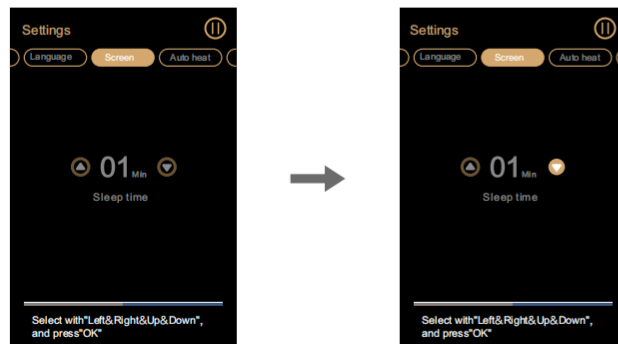 Settings
Language Screen Auto heat
01 Min
Sleep time
Select with"Left&Right&Up&Down",
and press"OK"
Settings
Language Screen Auto heat
01 Min
Sleep time
Select with"Left&Right&Up&Down",
and press"OK"